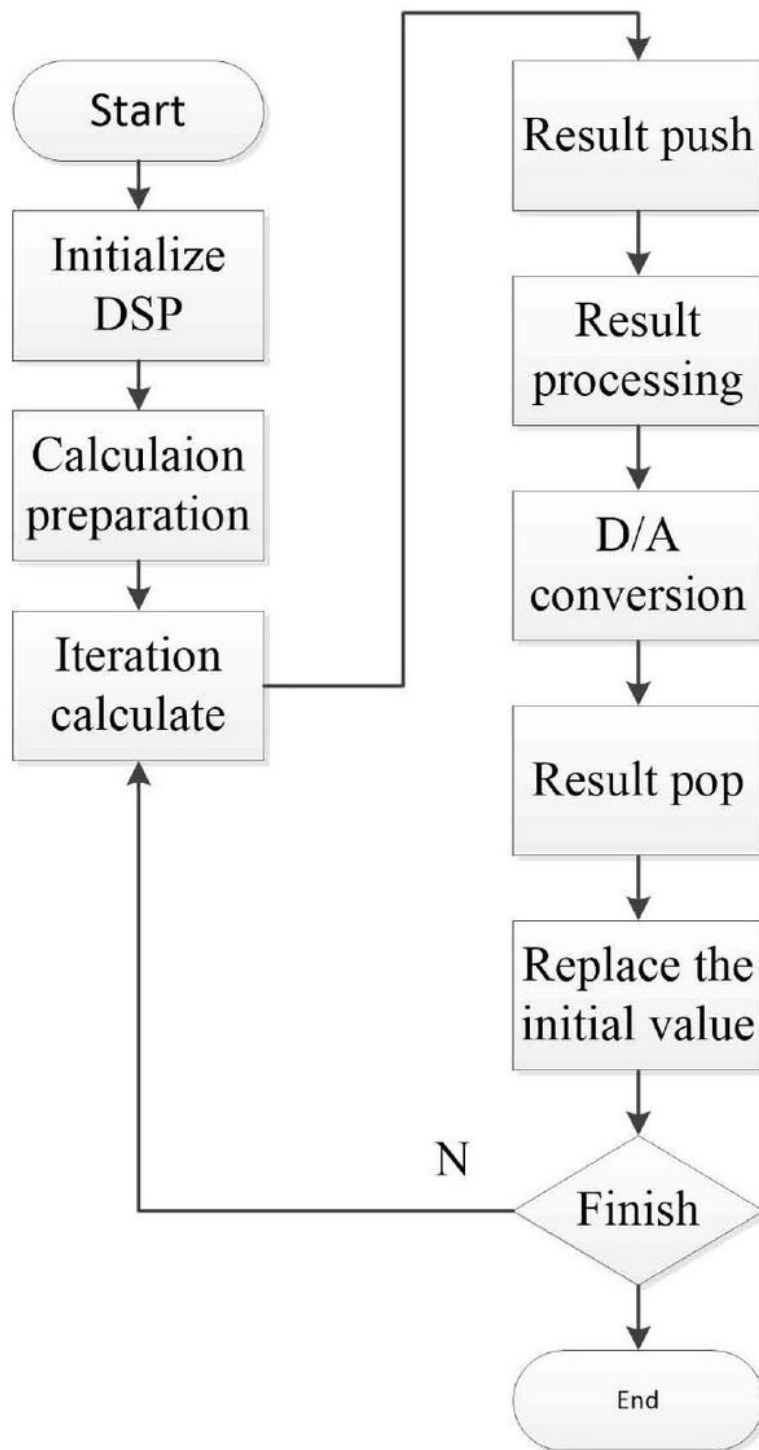 Start
Initialize
DSP
Calculaion
preparation
Iteration
calculate
Result push
Result
processing
D/A
conversion
Result pop
Replace the
initial value
N
Finish
End